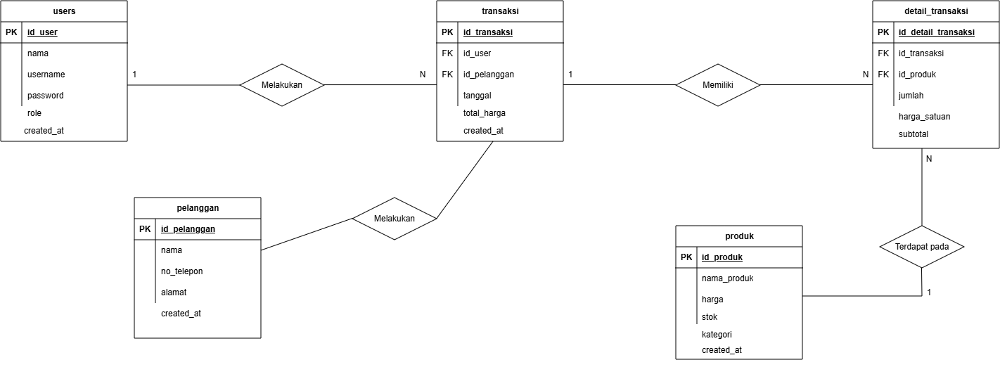 users
PK id_user
nama
username
password
role
created_at
1
Melakukan
N
transaksi
PK id_transaksi
FK id_user
FK id_pelanggan
tanggal
total_harga
created_at
1
Memiliki
N
detail_transaksi
PK id_detail_transaksi
FK id_transaksi
FK id_produk
jumlah
harga_satuan
subtotal
N
pelanggan
PK id_pelanggan
nama
no_telepon
alamat
created_at
Melakukan
produk
PK id_produk
nama_produk
harga
stok
kategori
created_at
Terdapat pada
1